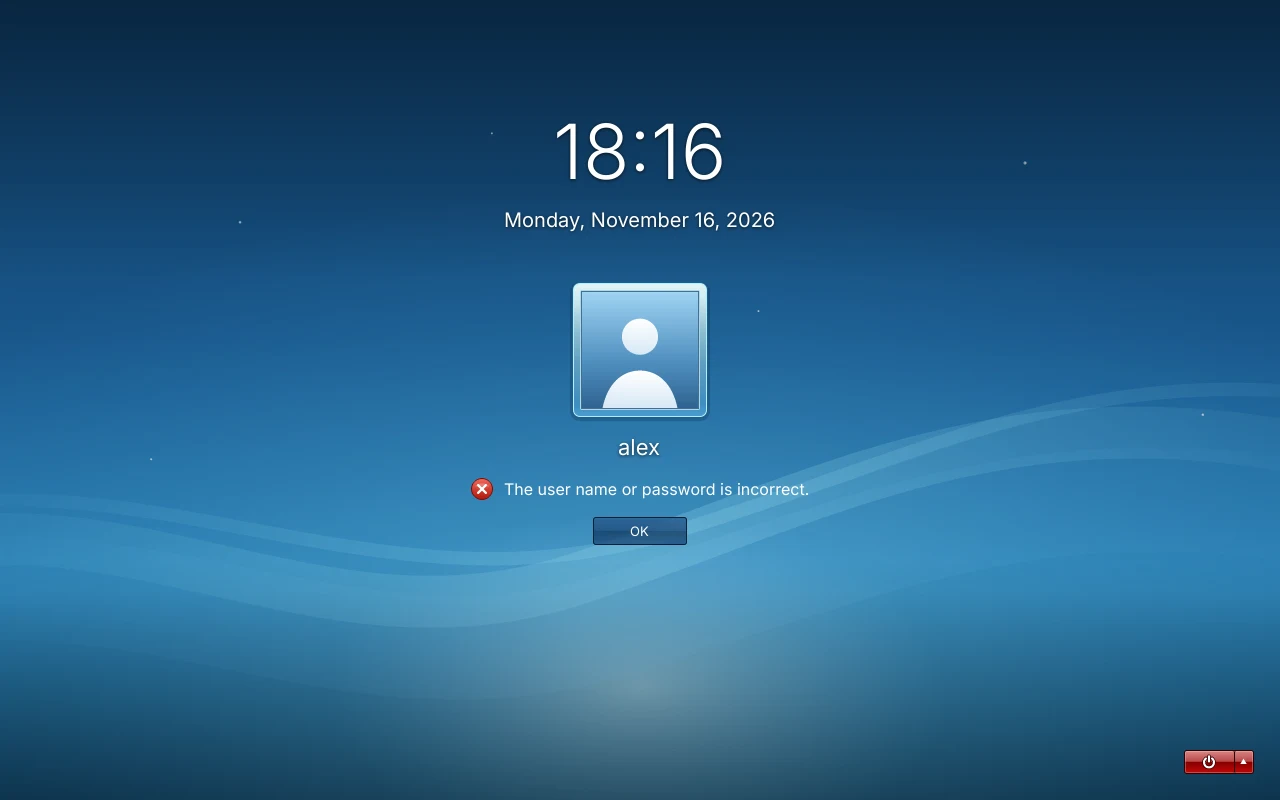 18:16
Monday, November 16, 2026
alex
The user name or password is incorrect.
OK